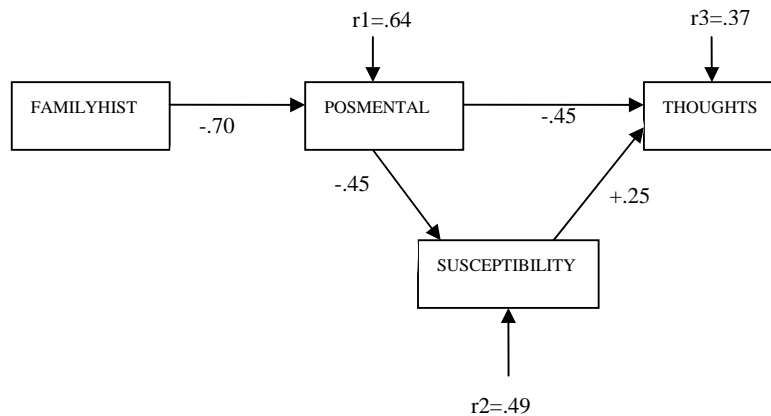 r1=.64
r3=.37
FAMILYHIST
POSMENTAL
THOUGHTS
-.70
-.45
-.45
+.25
SUSCEPTIBILITY
r2=.49